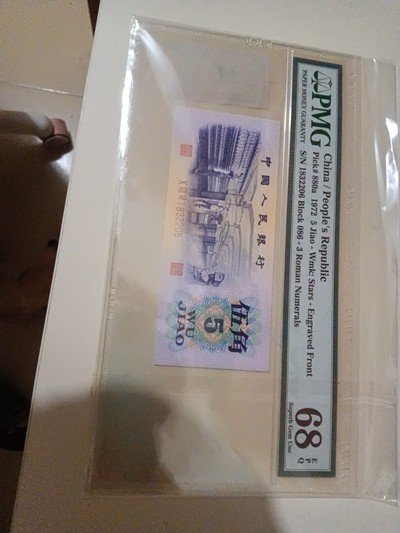 PMG
PAPER MONEY GUARANTY
China / People's Republic
Pick# 880a 1972 5 Jiao - Wmk: Stars - Engraved Front
S/N 1832206 Block 086 - 3 Roman Numerals
68
EPQ
Superb Gem Unc
中國人民銀行
1832206
伍角
5
WU
JIAO